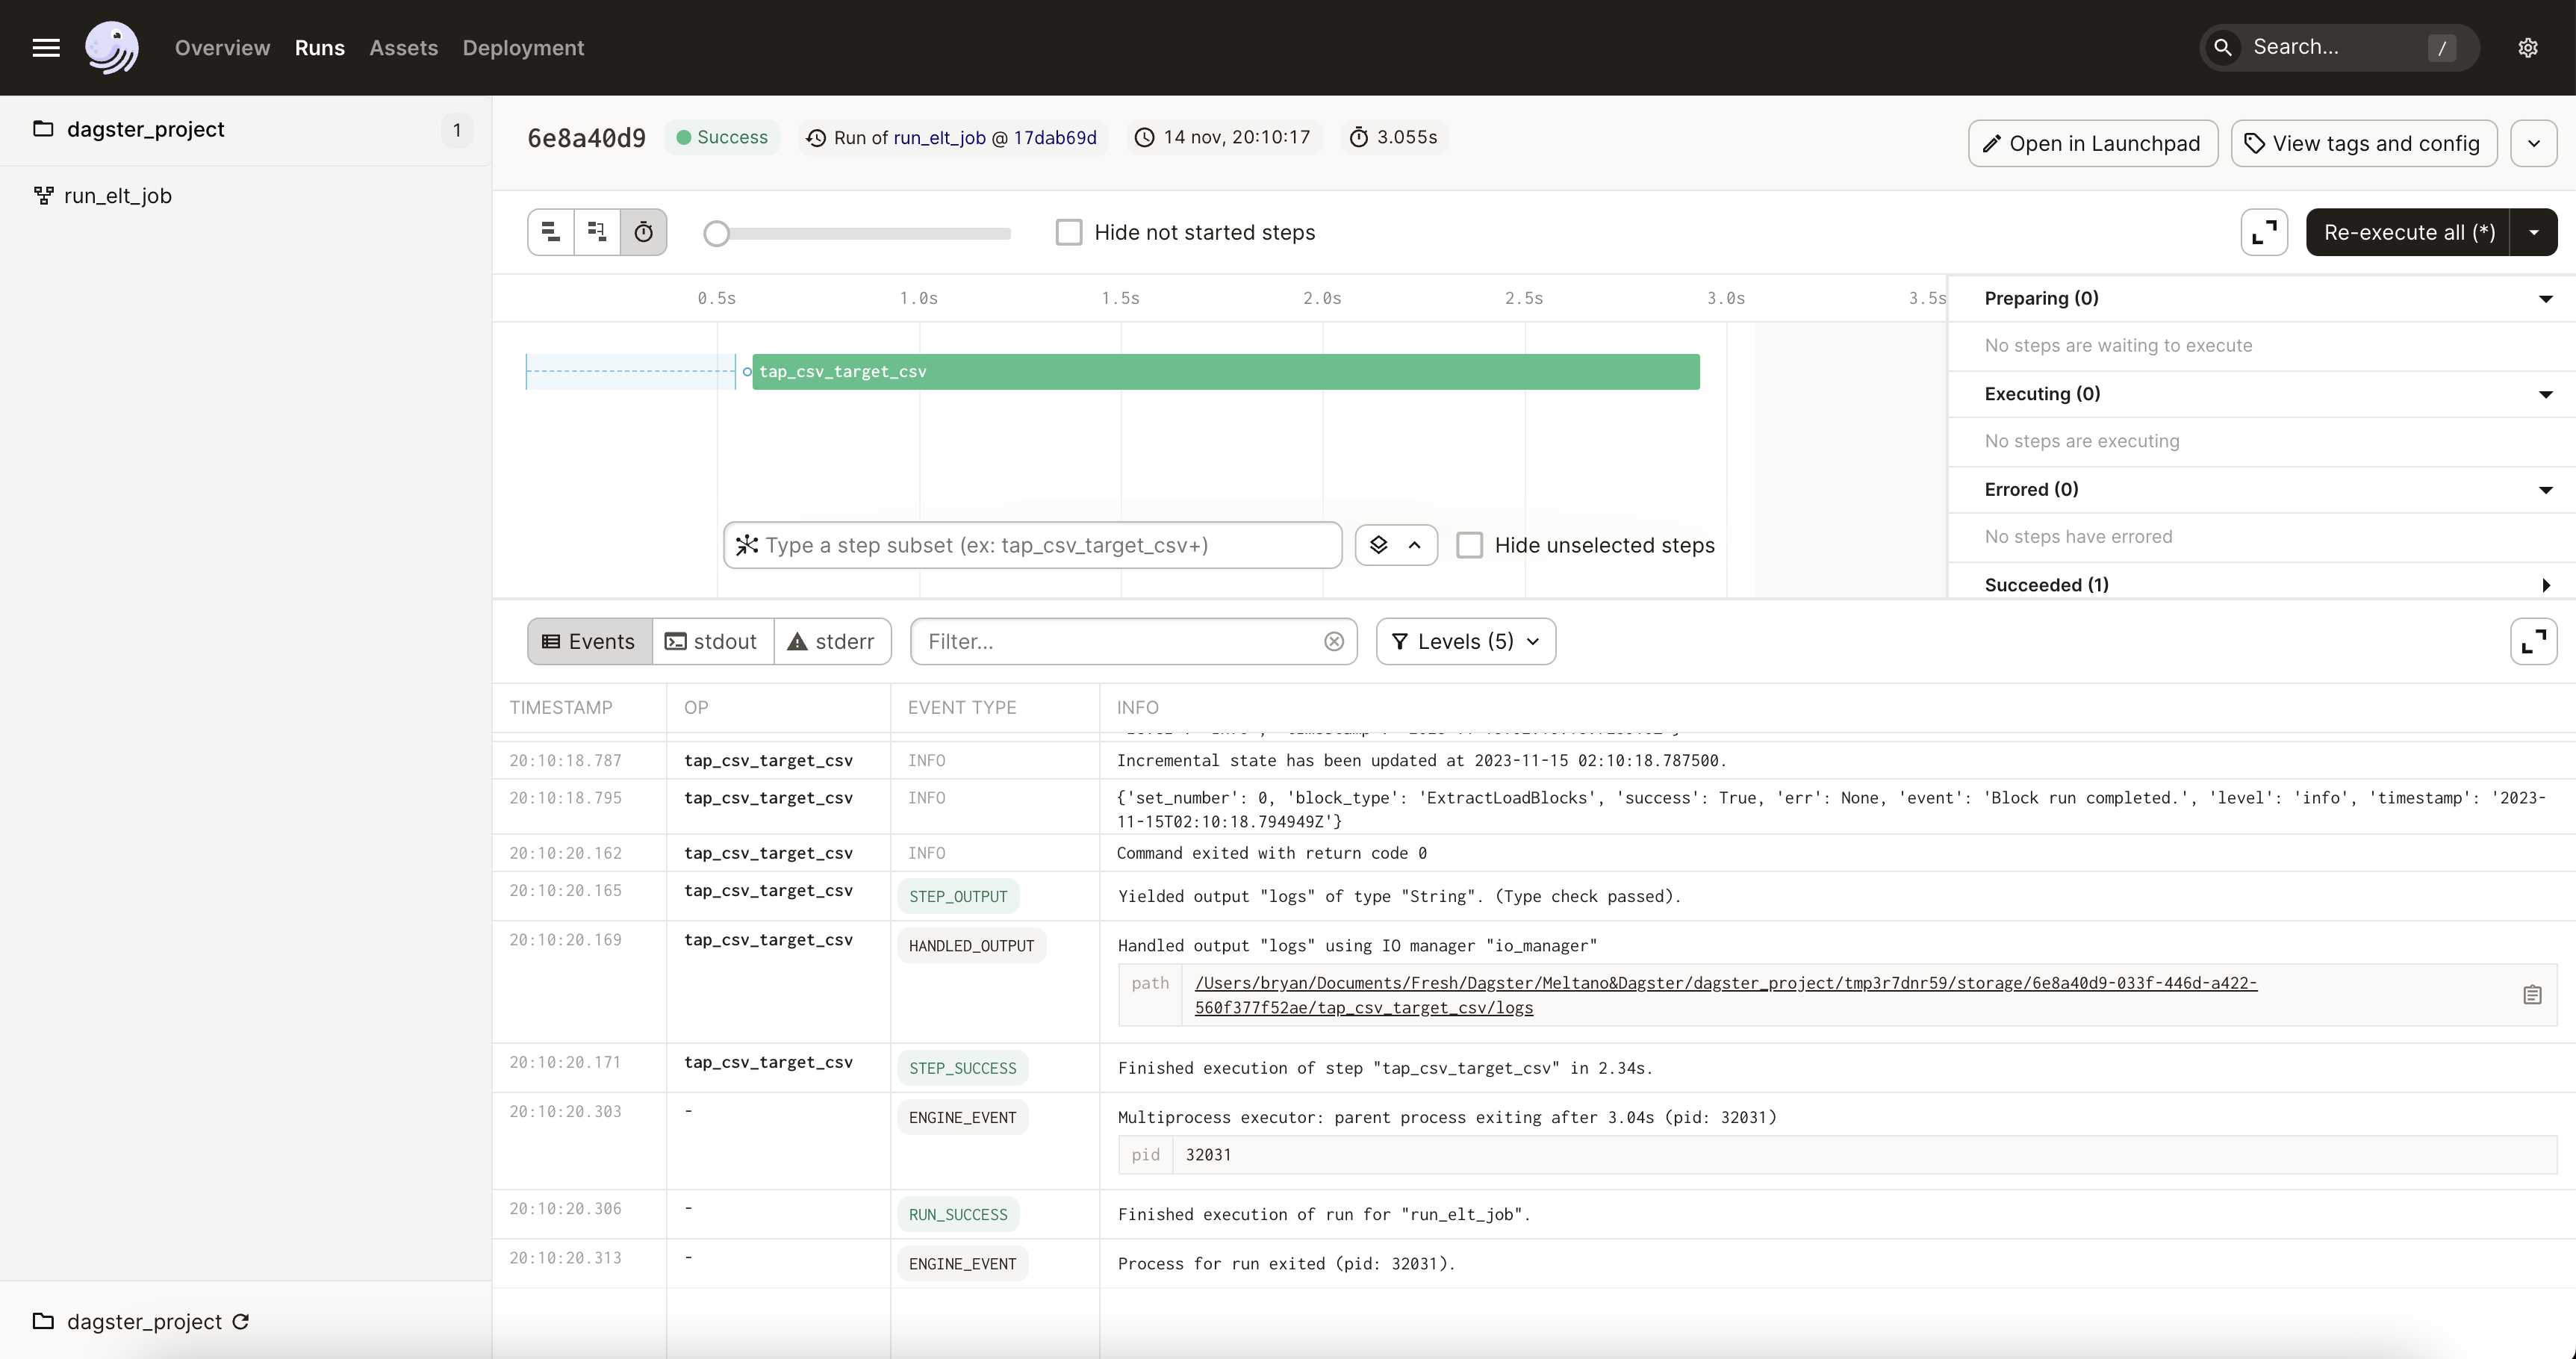 Overview Runs Assets Deployment Search... /
dagster_project 1
run_elt_job
6e8a40d9 Success Run of run_elt_job @ 17dab69d 14 nov, 20:10:17 3.055s Open in Launchpad View tags and config
Hide not started steps Re-execute all (*)
0.5s 1.0s 1.5s 2.0s 2.5s 3.0s 3.5s
tap_csv_target_csv
Type a step subset (ex: tap_csv_target_csv+) Hide unselected steps
Preparing (0)
No steps are waiting to execute
Executing (0)
No steps are executing
Errored (0)
No steps have errored
Succeeded (1)
Events stdout stderr Filter... Levels (5)
TIMESTAMP OP EVENT TYPE INFO
20:10:18.787 tap_csv_target_csv INFO Incremental state has been updated at 2023-11-15 02:10:18.787500.
20:10:18.795 tap_csv_target_csv INFO {'set_number': 0, 'block_type': 'ExtractLoadBlocks', 'success': True, 'err': None, 'event': 'Block run completed.', 'level': 'info', 'timestamp': '2023-
11-15T02:10:18.794949Z'}
20:10:20.162 tap_csv_target_csv INFO Command exited with return code 0
20:10:20.165 tap_csv_target_csv STEP_OUTPUT Yielded output "logs" of type "String". (Type check passed).
20:10:20.169 tap_csv_target_csv HANDLED_OUTPUT Handled output "logs" using IO manager "io_manager"
path /Users/bryan/Documents/Fresh/Dagster/Meltano&Dagster/dagster_project/tmp3r7dnr59/storage/6e8a40d9-033f-446d-a422-
560f377f52ae/tap_csv_target_csv/logs
20:10:20.171 tap_csv_target_csv STEP_SUCCESS Finished execution of step "tap_csv_target_csv" in 2.34s.
20:10:20.303 - ENGINE_EVENT Multiprocess executor: parent process exiting after 3.04s (pid: 32031)
pid 32031
20:10:20.306 - RUN_SUCCESS Finished execution of run for "run_elt_job".
20:10:20.313 - ENGINE_EVENT Process for run exited (pid: 32031).
dagster_project